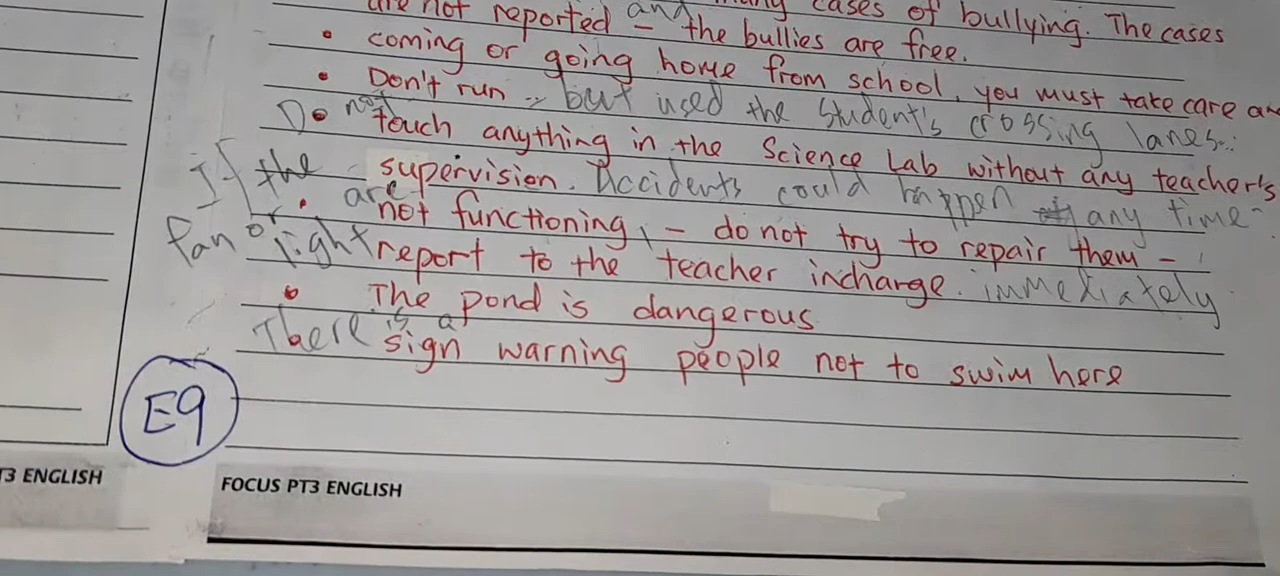 are not reported - and many cases of bullying. The cases
the bullies are free.
• coming or going home from school, you must take care
• Don't run but used the student's crossing lanes.
Do not touch anything in the Science Lab without any teacher's
supervision. Accidents could happen any time
If the fan or light are
• not functioning, - do not try to repair them -
report to the teacher incharge. immediately
• The pond is dangerous
There is a sign warning people not to swim here
E9
T3 ENGLISH
FOCUS PT3 ENGLISH